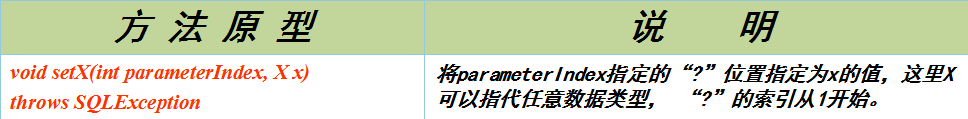 方 法 原 型
说 明
void setX(int parameterIndex, X x)
throws SQLException
将parameterIndex指定的“?”位置指定为x的值，这里X
可以指代任意数据类型， “?”的索引从1开始。